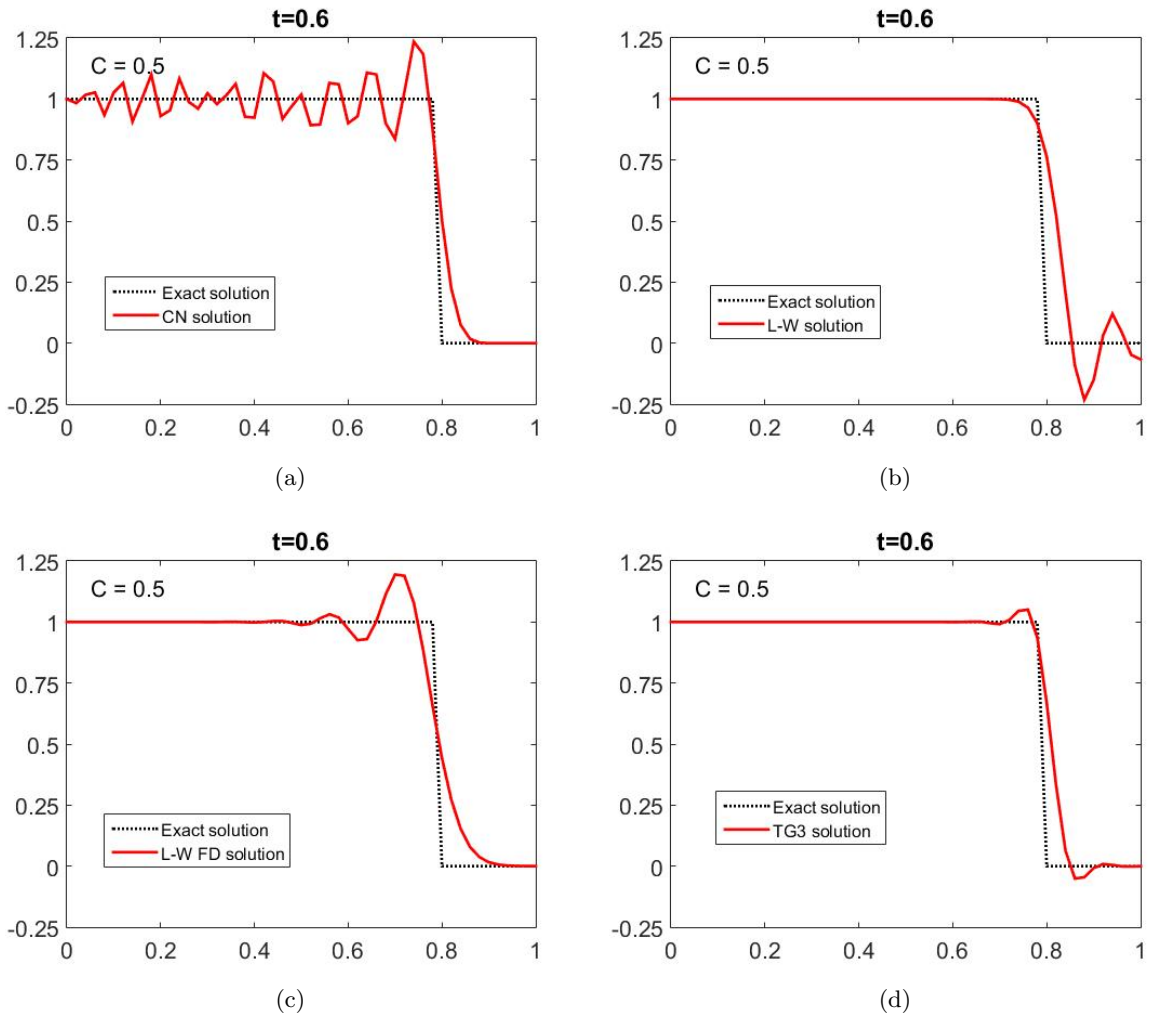 t=0.6
1.25
C = 0.5
1
0.75
0.5
0.25
Exact solution
CN solution
0
-0.25
0 0.2 0.4 0.6 0.8 1
(a)
t=0.6
1.25
C = 0.5
1
0.75
0.5
0.25
Exact solution
L-W solution
0
-0.25
0 0.2 0.4 0.6 0.8 1
(b)
t=0.6
1.25
C = 0.5
1
0.75
0.5
0.25
Exact solution
L-W FD solution
0
-0.25
0 0.2 0.4 0.6 0.8 1
(c)
t=0.6
1.25
C = 0.5
1
0.75
0.5
0.25
Exact solution
TG3 solution
0
-0.25
0 0.2 0.4 0.6 0.8 1
(d)